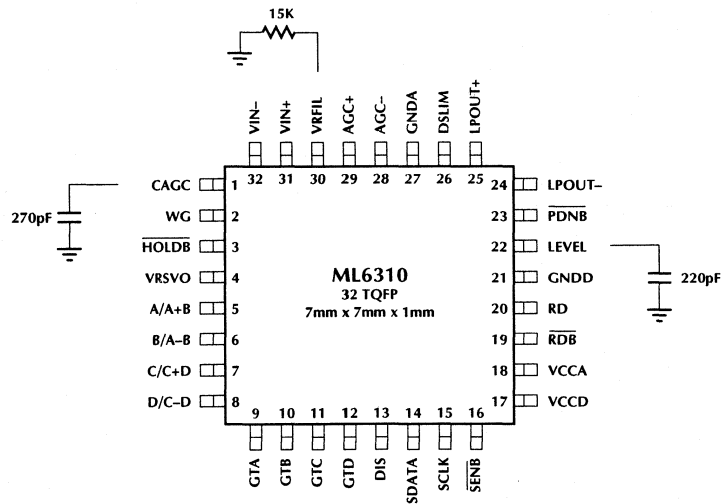 15K
VIN–
VIN+
VRFIL
AGC+
AGC–
GNDA
DSLIM
LPOUT+
32
31
30
29
28
27
26
25
CAGC
1
24
LPOUT–
270pF
WG
2
23
PDNB
HOLDB
3
22
LEVEL
VRSVO
4
ML6310
21
GNDD
220pF
32 TQFP
A/A+B
5
7mm x 7mm x 1mm
20
RD
B/A–B
6
19
RDB
C/C+D
7
18
VCCA
D/C–D
8
17
VCCD
9
10
11
12
13
14
15
16
GTA
GTB
GTC
GTD
DIS
SDATA
SCLK
SENB